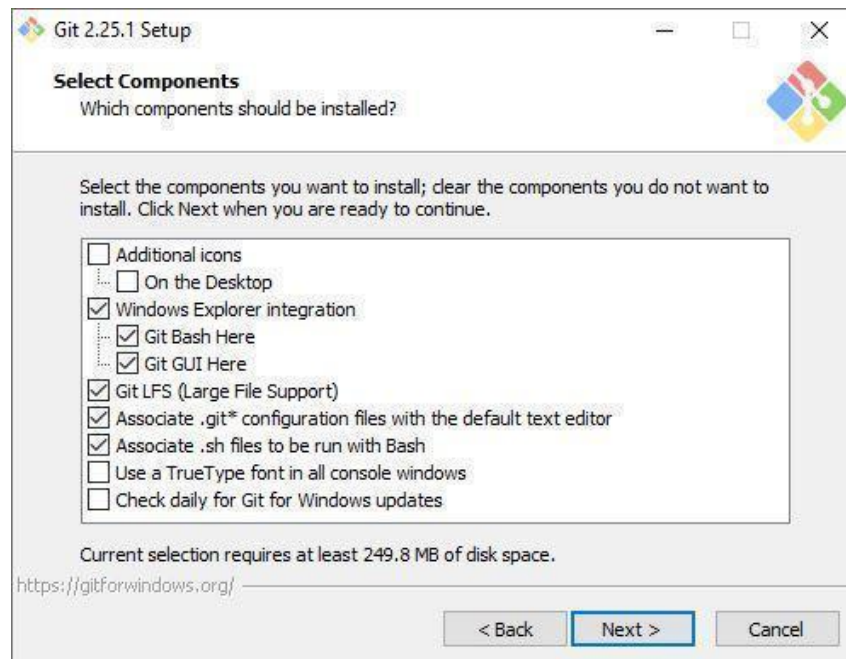 Git 2.25.1 Setup
Select Components
Which components should be installed?
Select the components you want to install; clear the components you do not want to
install. Click Next when you are ready to continue.
Additional icons
On the Desktop
Windows Explorer integration
Git Bash Here
Git GUI Here
Git LFS (Large File Support)
Associate .git* configuration files with the default text editor
Associate .sh files to be run with Bash
Use a TrueType font in all console windows
Check daily for Git for Windows updates
Current selection requires at least 249.8 MB of disk space.
https://gitforwindows.org/
< Back Next > Cancel